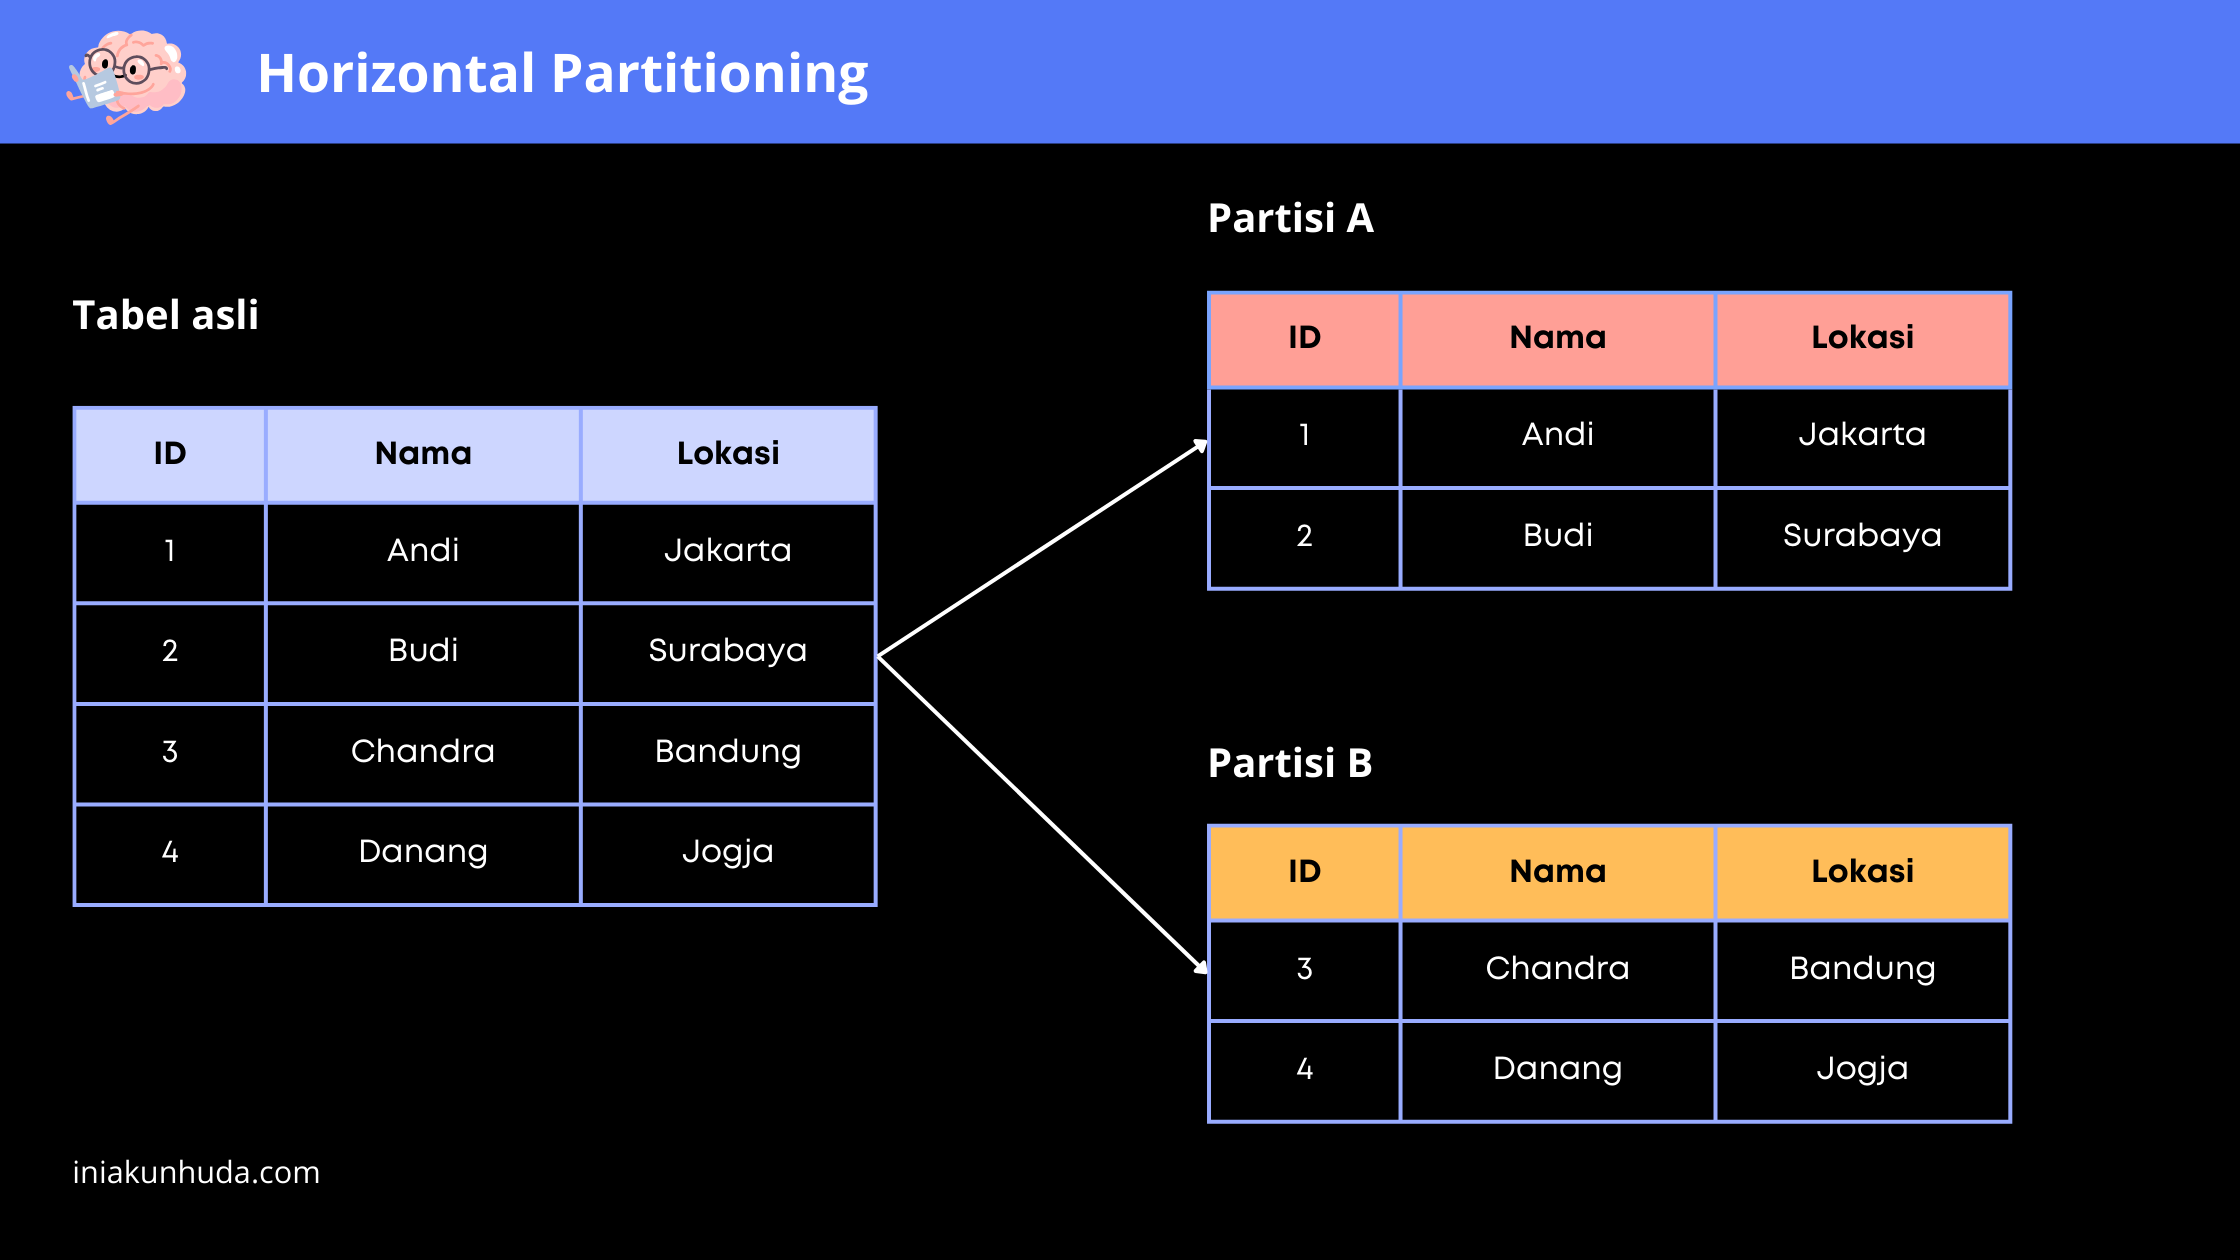 Horizontal Partitioning
Tabel asli
ID Nama Lokasi
1 Andi Jakarta
2 Budi Surabaya
3 Chandra Bandung
4 Danang Jogja
Partisi A
ID Nama Lokasi
1 Andi Jakarta
2 Budi Surabaya
Partisi B
ID Nama Lokasi
3 Chandra Bandung
4 Danang Jogja
iniakunhuda.com